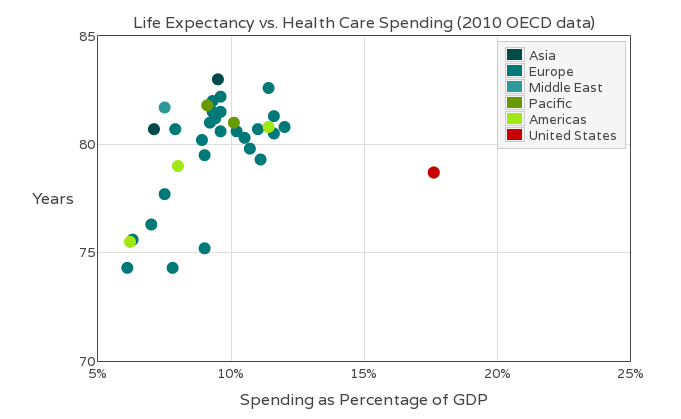 Life Expectancy vs. Health Care Spending (2010 OECD data)
85
Asia
Europe
Middle East
Pacific
Americas
United States
80
Years
75
70
5%
10%
15%
20%
25%
Spending as Percentage of GDP